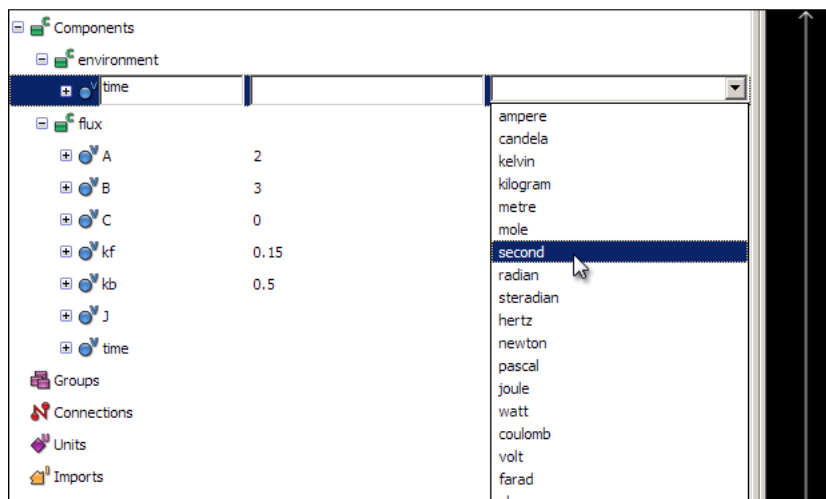 Components
environment
time
flux
A 2
B 3
C 0
kf 0.15
kb 0.5
J
time
Groups
Connections
Units
Imports
ampere
candela
kelvin
kilogram
metre
mole
second
radian
steradian
hertz
newton
pascal
joule
watt
coulomb
volt
farad